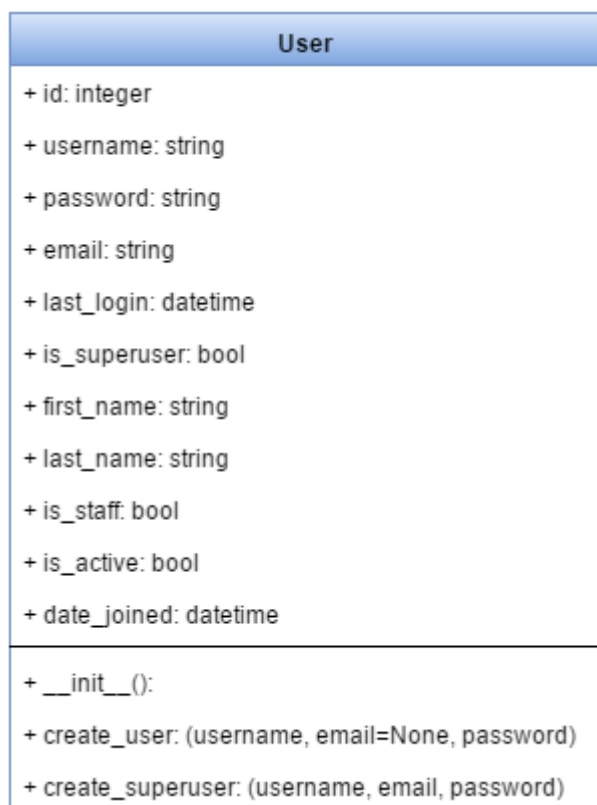 User
+ id: integer
+ username: string
+ password: string
+ email: string
+ last_login: datetime
+ is_superuser: bool
+ first_name: string
+ last_name: string
+ is_staff: bool
+ is_active: bool
+ date_joined: datetime
+ __init__():
+ create_user: (username, email=None, password)
+ create_superuser: (username, email, password)